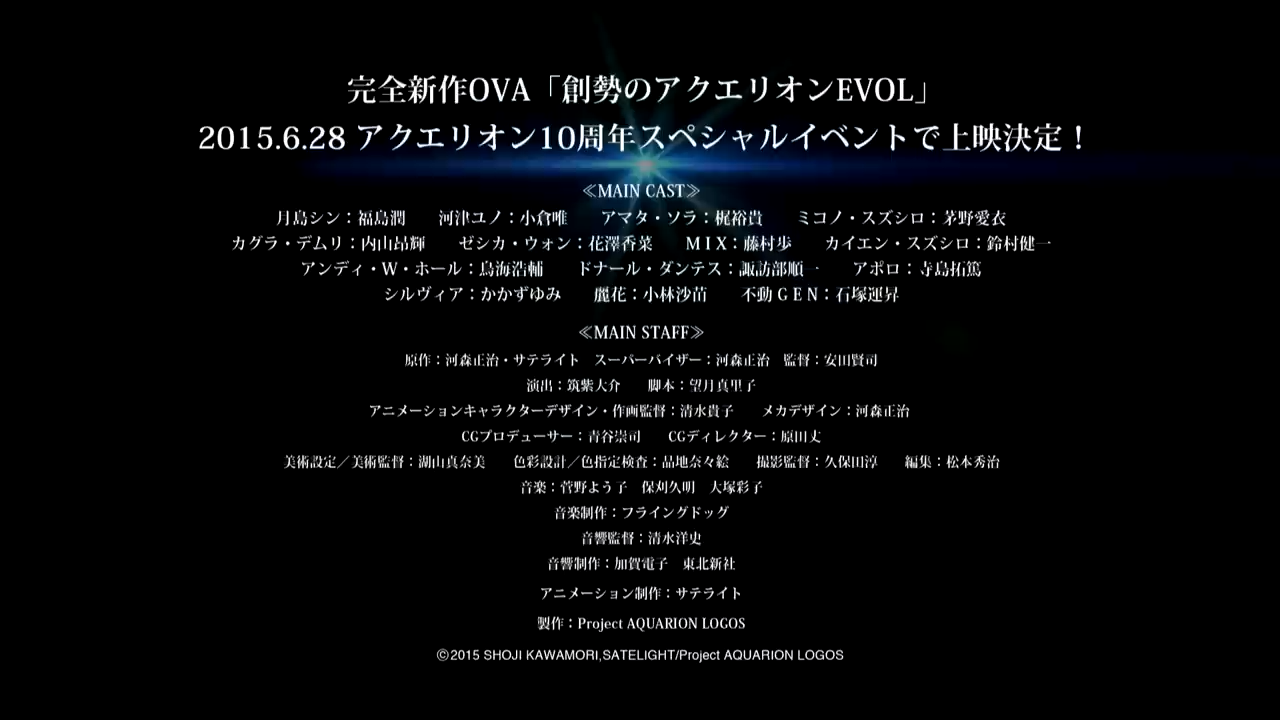 完全新作OVA「創勢のアクエリオンEVOL」
2015.6.28 アクエリオン10周年スペシャルイベントで上映決定！
≪MAIN CAST≫
月島シン：福島潤　河津ユノ：小倉唯　アマタ・ソラ：梶裕貴　ミコノ・スズシロ：茅野愛衣
カグラ・デムリ：内山昂輝　ゼシカ・ウォン：花澤香菜　ＭＩＸ：藤村歩　カイエン・スズシロ：鈴村健一
アンディ・W・ホール：鳥海浩輔　ドナール・ダンテス：諏訪部順一　アポロ：寺島拓篤
シルヴィア：かかずゆみ　麗花：小林沙苗　不動ＧＥＮ：石塚運昇
≪MAIN STAFF≫
原作：河森正治・サテライト　スーパーバイザー：河森正治　監督：安田賢司
演出：筑紫大介　脚本：望月真里子
アニメーションキャラクターデザイン・作画監督：清水貴子　メカデザイン：河森正治
CGプロデューサー：青谷崇司　CGディレクター：原田丈
美術設定／美術監督：湖山真奈美　色彩設計／色指定検査：品地奈々絵　撮影監督：久保田淳　編集：松本秀治
音楽：菅野よう子　保刈久明　大塚彩子
音楽制作：フライングドッグ
音響監督：清水洋史
音響制作：加賀電子　東北新社
アニメーション制作：サテライト
製作：Project AQUARION LOGOS
©2015 SHOJI KAWAMORI,SATELIGHT/Project AQUARION LOGOS